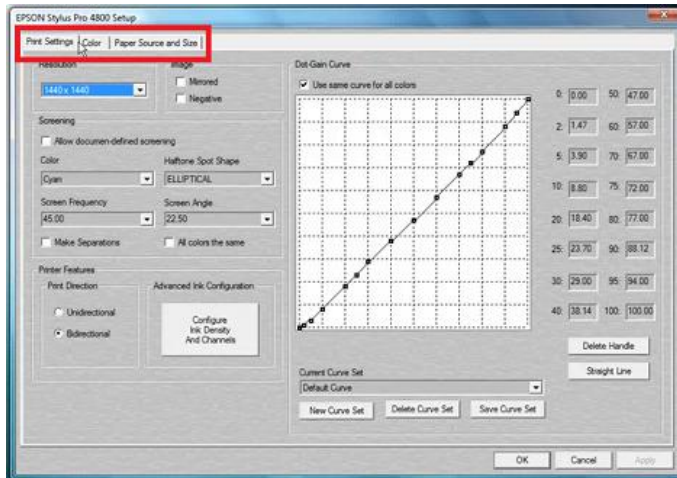 EPSON Stylus Pro 4800 Setup
Print Settings Color Paper Source and Size
Resolution
1440 x 1440
Image
Mirrored
Negative
Screening
Allow documen-defined screening
Color
Halftone Spot Shape
Cyan
ELLIPTICAL
Screen Frequency
Screen Angle
45.00
22.50
Make Separations
All colors the same
Printer Features
Print Direction
Unidirectional
Bidirectional
Advanced Ink Configuration
Configure
Ink Density
And Channels
Dot-Gain Curve
Use same curve for all colors
0: 0.00 50: 47.00
2: 1.47 60: 57.00
5: 3.90 70: 67.00
10: 8.80 75: 72.00
20: 18.40 80: 77.00
25: 23.70 90: 88.12
30: 29.00 95: 94.00
40: 38.14 100: 100.00
Delete Handle
Straight Line
Current Curve Set
Default Curve
New Curve Set Delete Curve Set Save Curve Set
OK Cancel Apply